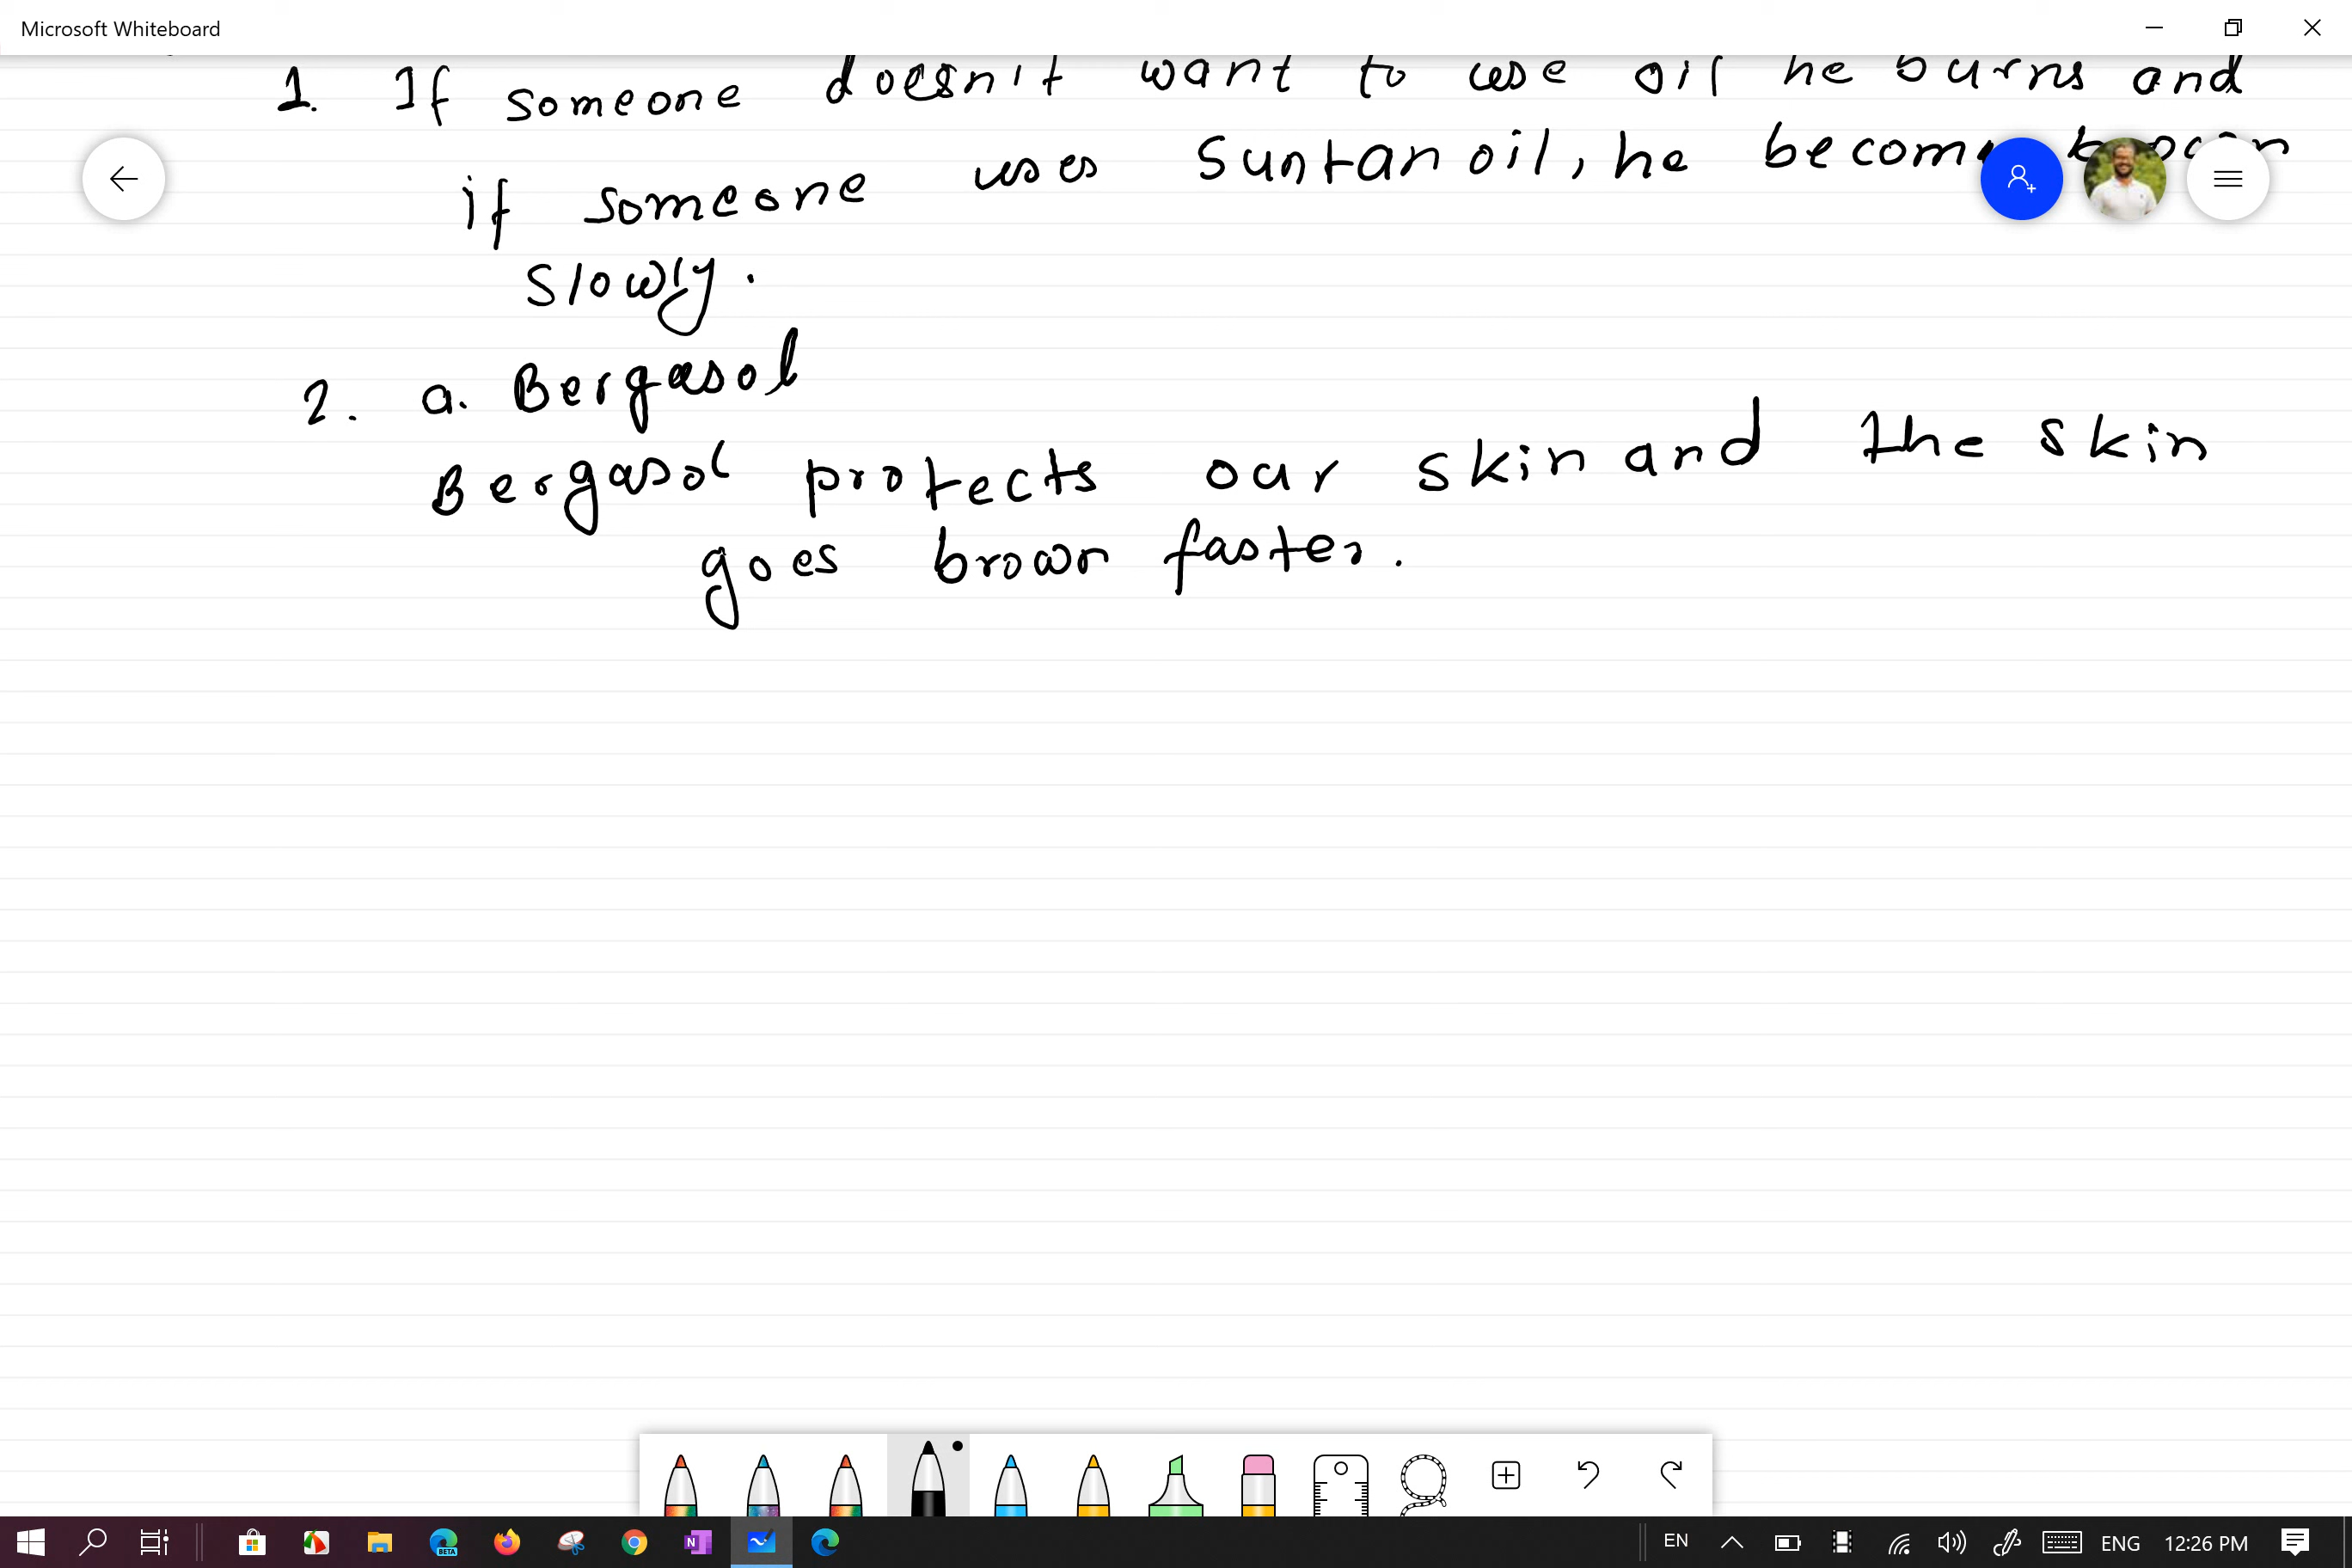 Microsoft Whiteboard
1. If someone doesn't want to use oil he burns and
if someone uses Suntan oil, he
slowly.
2. a. Bergasol
Bergasol protects our skin and the skin
goes brown faster.
BETA
N
EN
ENG
12:26 PM